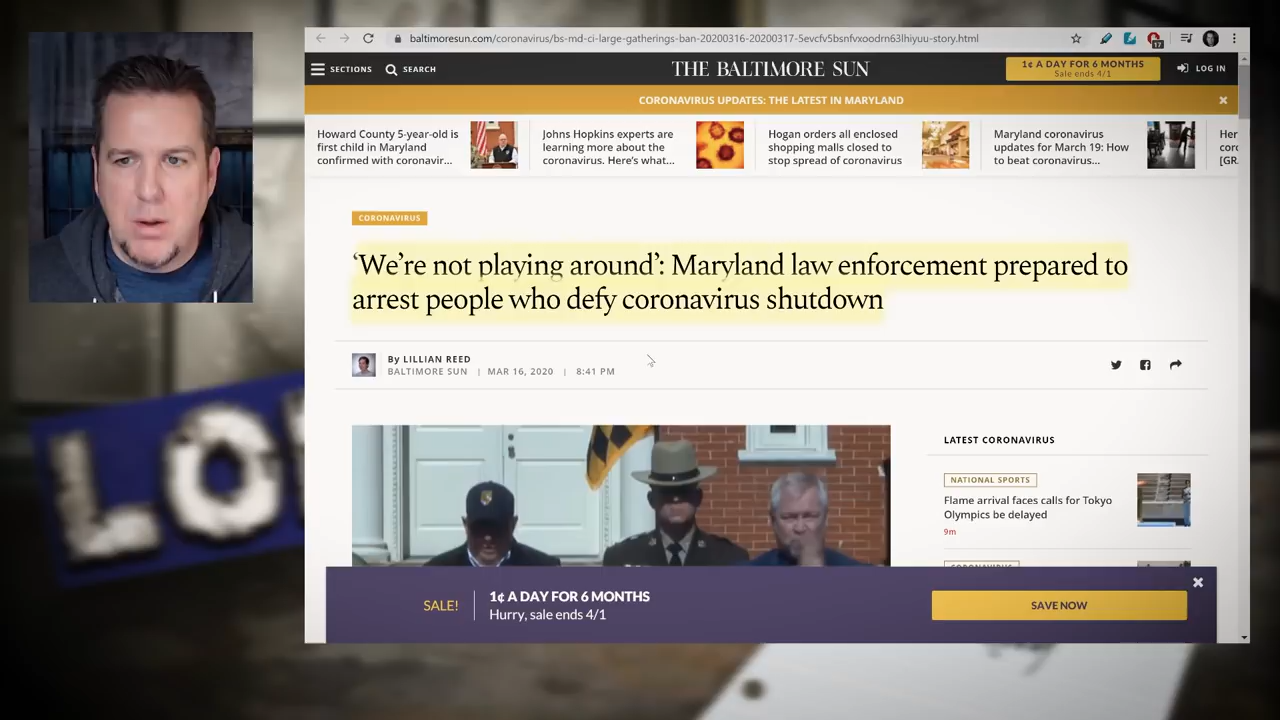 baltimoresun.com/coronavirus/bs-md-ci-large-gatherings-ban-20200316-20200317-5evcfv5bsnfvxoodrn63lhiyuu-story.html
17
SECTIONS
SEARCH
THE BALTIMORE SUN
1¢ A DAY FOR 6 MONTHS
Sale ends 4/1
LOG IN
CORONAVIRUS UPDATES: THE LATEST IN MARYLAND
Howard County 5-year-old is
first child in Maryland
confirmed with coronavir...
Johns Hopkins experts are
learning more about the
coronavirus. Here's what...
Hogan orders all enclosed
shopping malls closed to
stop spread of coronavirus
Maryland coronavirus
updates for March 19: How
to beat coronavirus...
Her
coro
[GR
CORONAVIRUS
‘We’re not playing around’: Maryland law enforcement prepared to
arrest people who defy coronavirus shutdown
By LILLIAN REED
BALTIMORE SUN | MAR 16, 2020 | 8:41 PM
LATEST CORONAVIRUS
NATIONAL SPORTS
Flame arrival faces calls for Tokyo
Olympics be delayed
9m
CORONAVIRUS
LO
SALE!
1¢ A DAY FOR 6 MONTHS
Hurry, sale ends 4/1
SAVE NOW